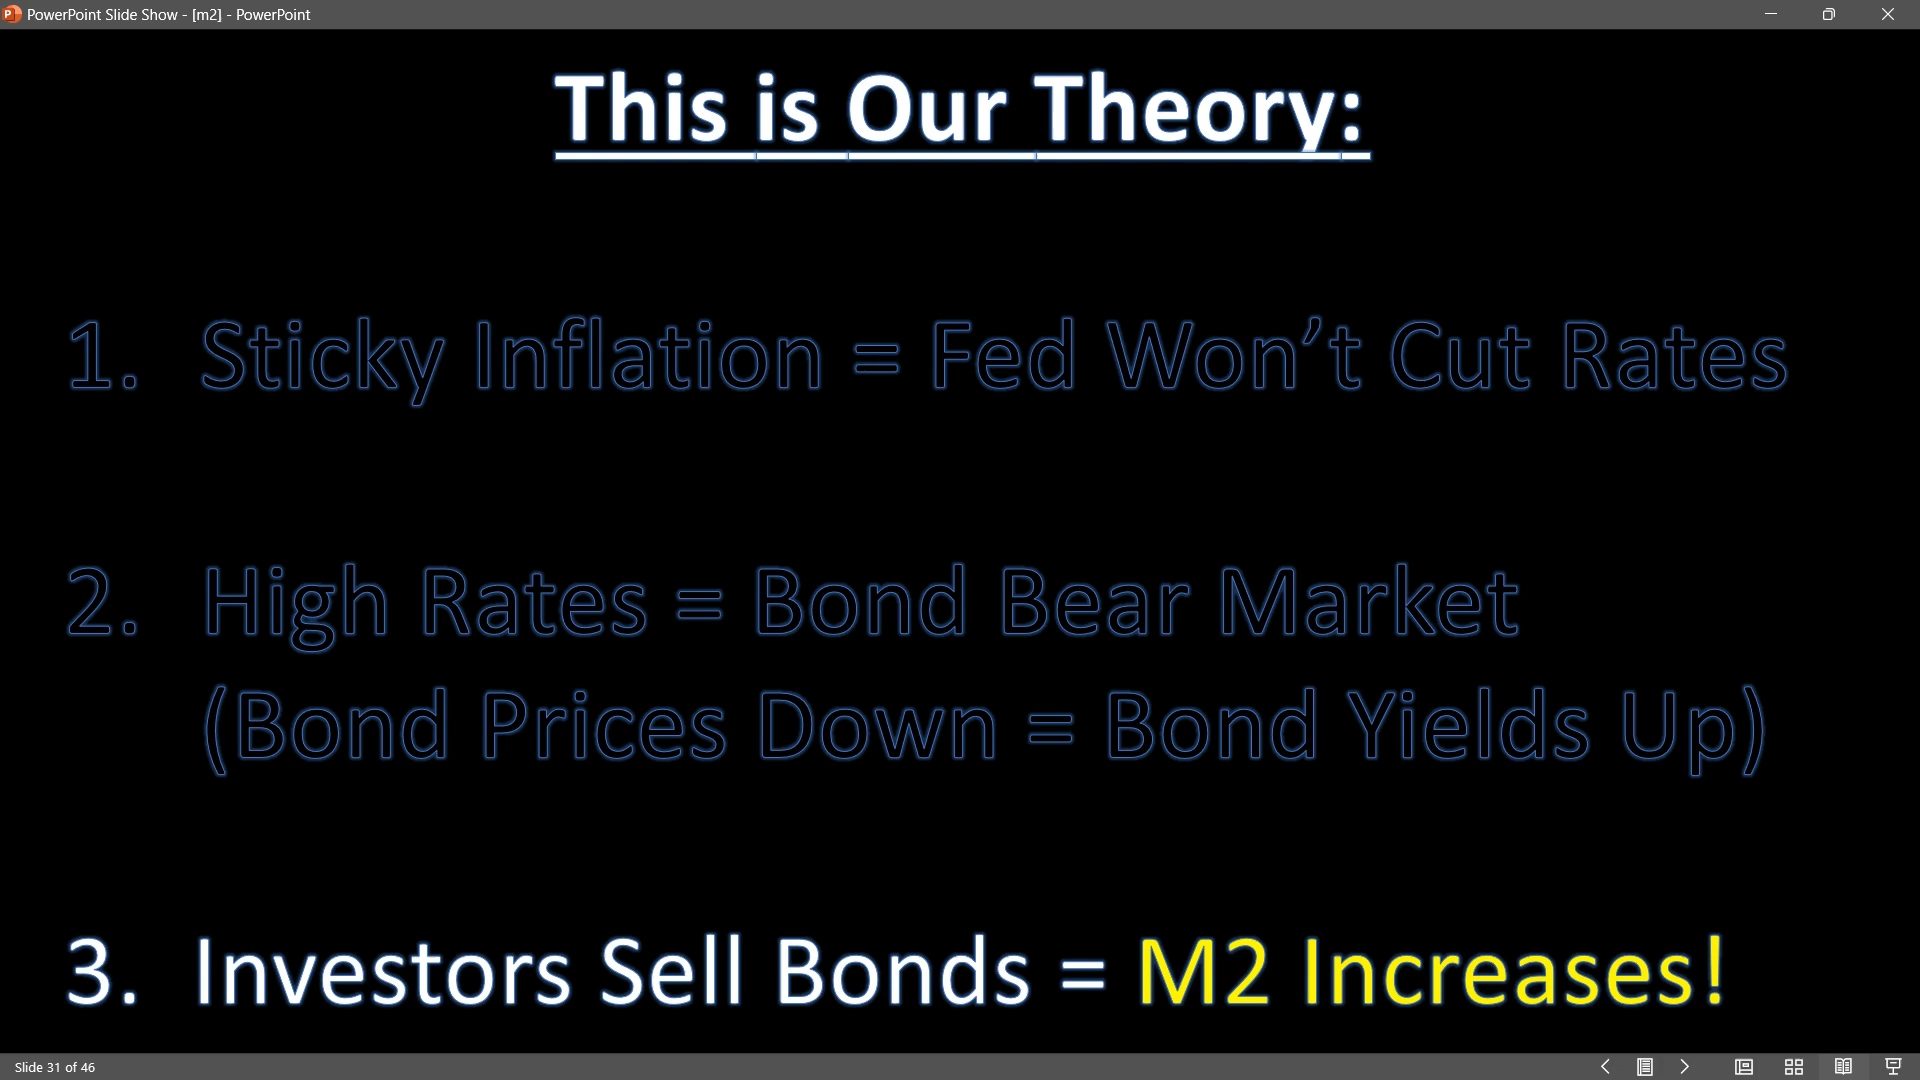 PowerPoint Slide Show - [m2] - PowerPoint
This is Our Theory:
1. Sticky Inflation = Fed Won’t Cut Rates
2. High Rates = Bond Bear Market
(Bond Prices Down = Bond Yields Up)
3. Investors Sell Bonds = M2 Increases!
Slide 31 of 46